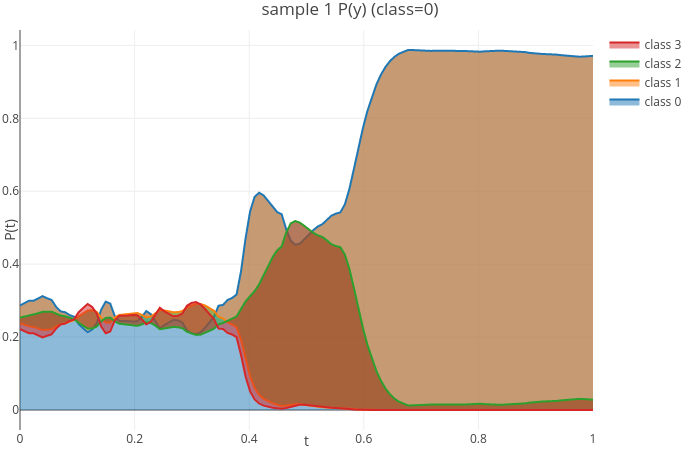 sample 1 P(y) (class=0)
1
0.8
0.6
0.4
0.2
0
P(t)
0
0.2
0.4
0.6
0.8
1
t
class 3
class 2
class 1
class 0